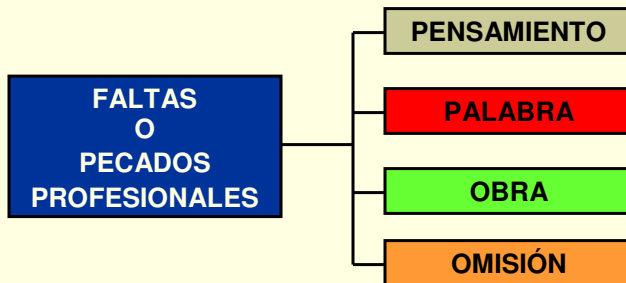 FALTAS
O
PECADOS
PROFESIONALES
PENSAMIENTO
PALABRA
OBRA
OMISIÓN